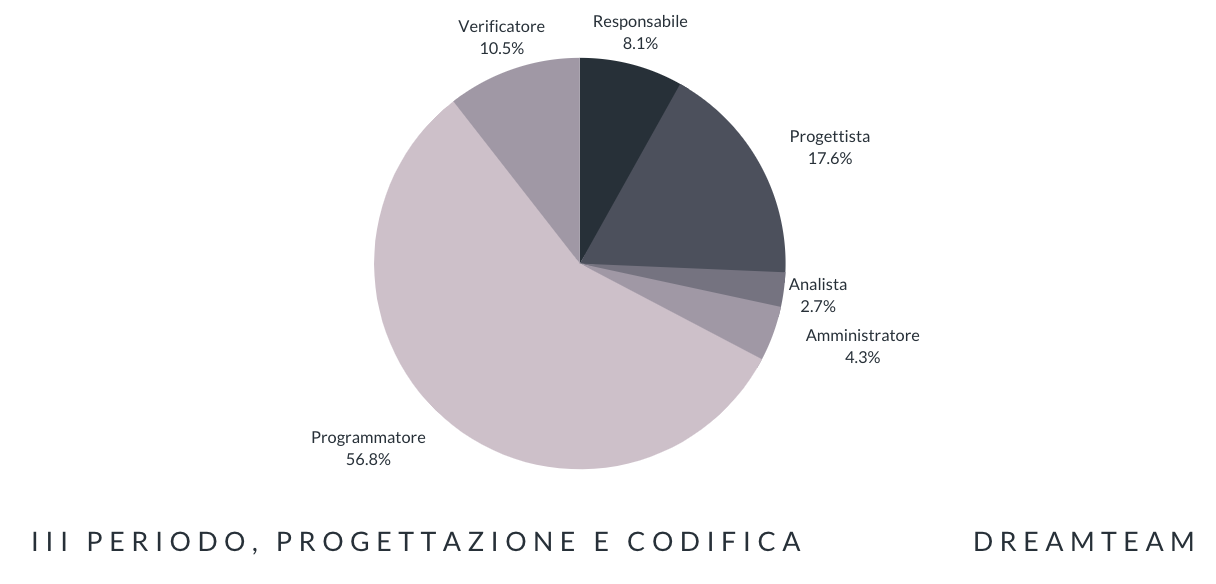 Verificatore
10.5%
Responsabile
8.1%
Progettista
17.6%
Analista
2.7%
Amministratore
4.3%
Programmatore
56.8%
III PERIODO, PROGETTAZIONE E CODIFICA
DREAMTEAM